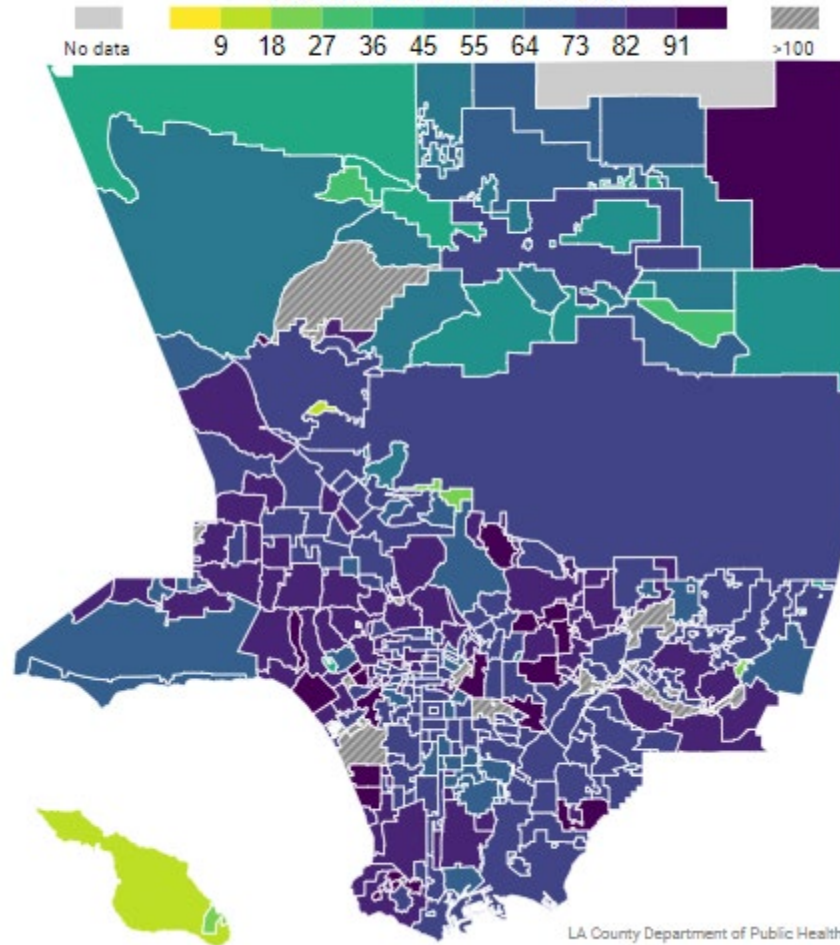 No data
9 18 27 36 45 55 64 73 82 91
>100
LA County Department of Public Health